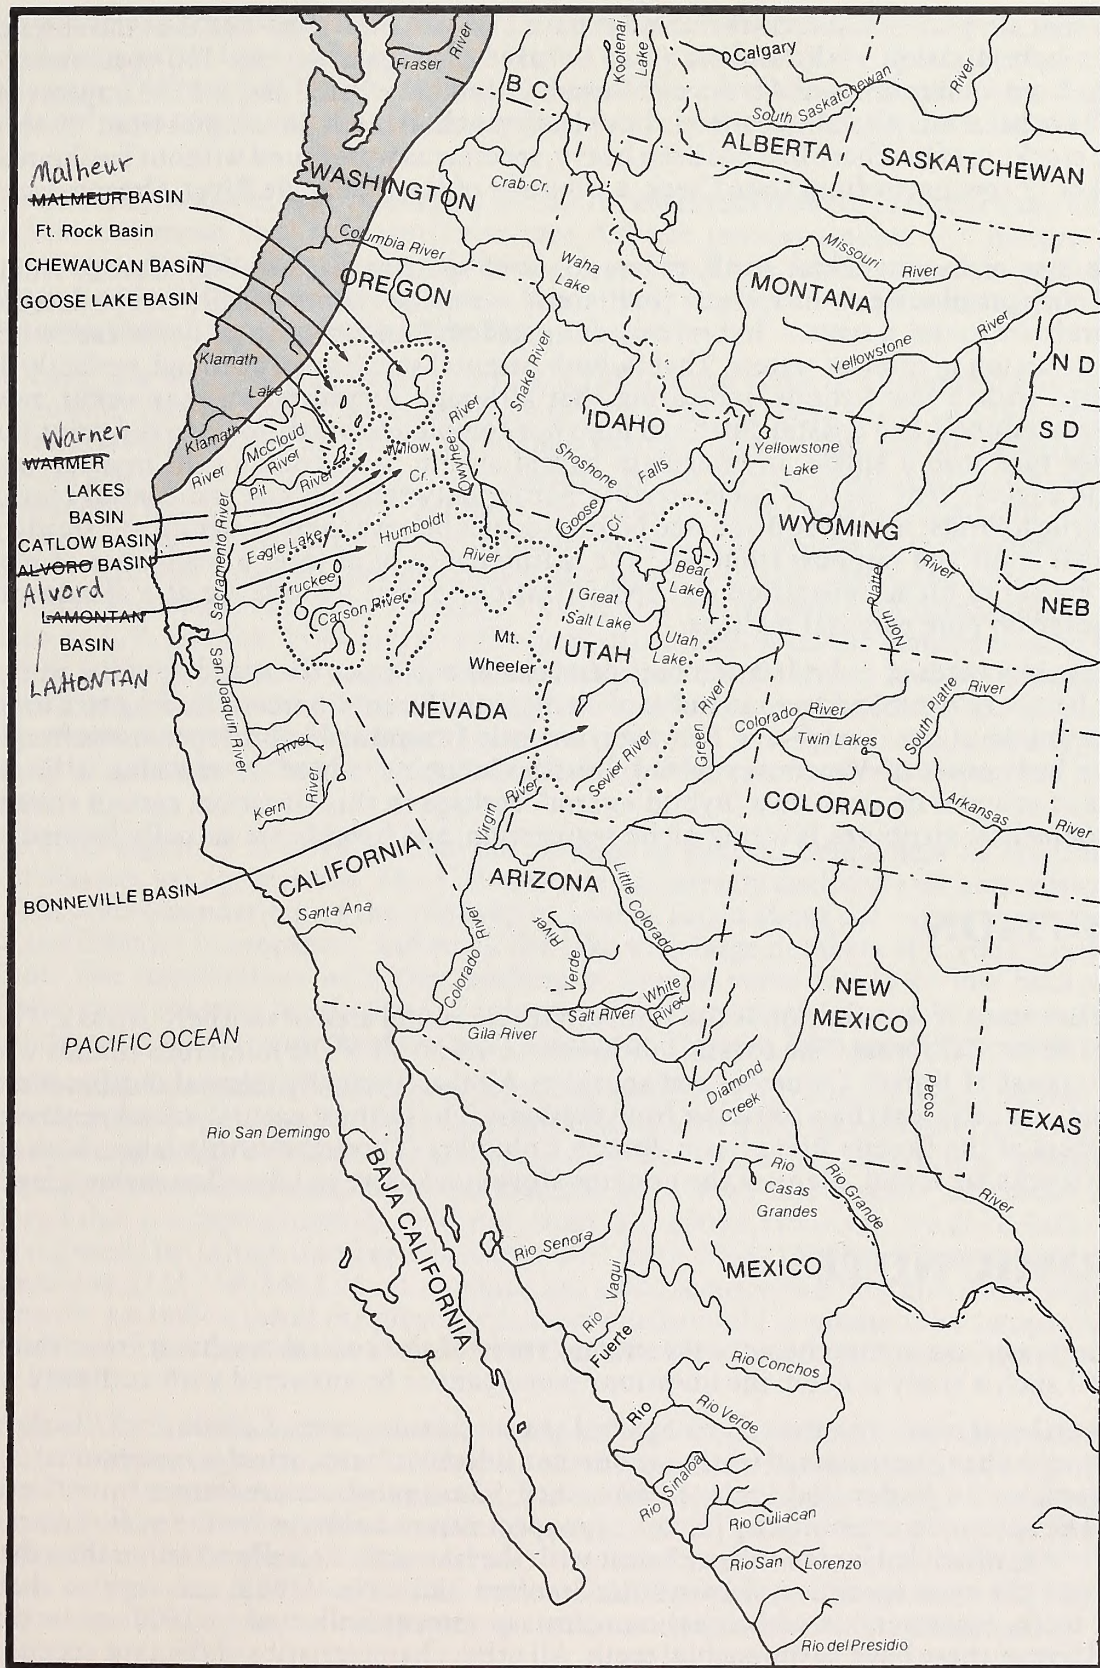 Fraser River
Kootenai Lake
Calgary
B C
South Saskatchewan River
ALBERTA
SASKATCHEWAN
Malheur
MALMEUR BASIN
WASHINGTON
Crab Cr.
Ft. Rock Basin
Columbia River
Waha Lake
Missouri River
CHEWAUCAN BASIN
OREGON
MONTANA
GOOSE LAKE BASIN
Klamath Lake
Snake River
Yellowstone River
N D
IDAHO
S D
Warner
WARMER
LAKES
BASIN
Klamath River
McCloud River
Pit River
Willow Cr.
Owyhee River
Shoshone Falls
Yellowstone Lake
CATLOW BASIN
ALVORO BASIN
Alvord
LAMONTAN
BASIN
LAHONTAN
Sacramento River
Eagle Lake
Humboldt River
Goose Cr.
WYOMING
Truckee
Carson River
Bear Lake
North Platte River
NEB
Great Salt Lake
Mt. Wheeler
UTAH
Utah Lake
San Joaquin River
NEVADA
Green River
Colorado River
South Platte River
Twin Lakes
River
Kern River
Sevier River
Virgin River
COLORADO
Arkansas River
BONNEVILLE BASIN
CALIFORNIA
ARIZONA
Little Colorado
Santa Ana
Colorado River
Verde River
White River
NEW
MEXICO
PACIFIC OCEAN
Gila River
Salt River
Diamond Creek
Pecos River
TEXAS
Rio San Demingo
BAJA CALIFORNIA
Rio Casas Grandes
Rio Grande
Rio Senora
MEXICO
Rio Yaqui
Rio Fuerte
Rio Conchos
Rio Verde
Rio Sinaloa
Rio Culiacan
Rio San Lorenzo
Rio del Presidio